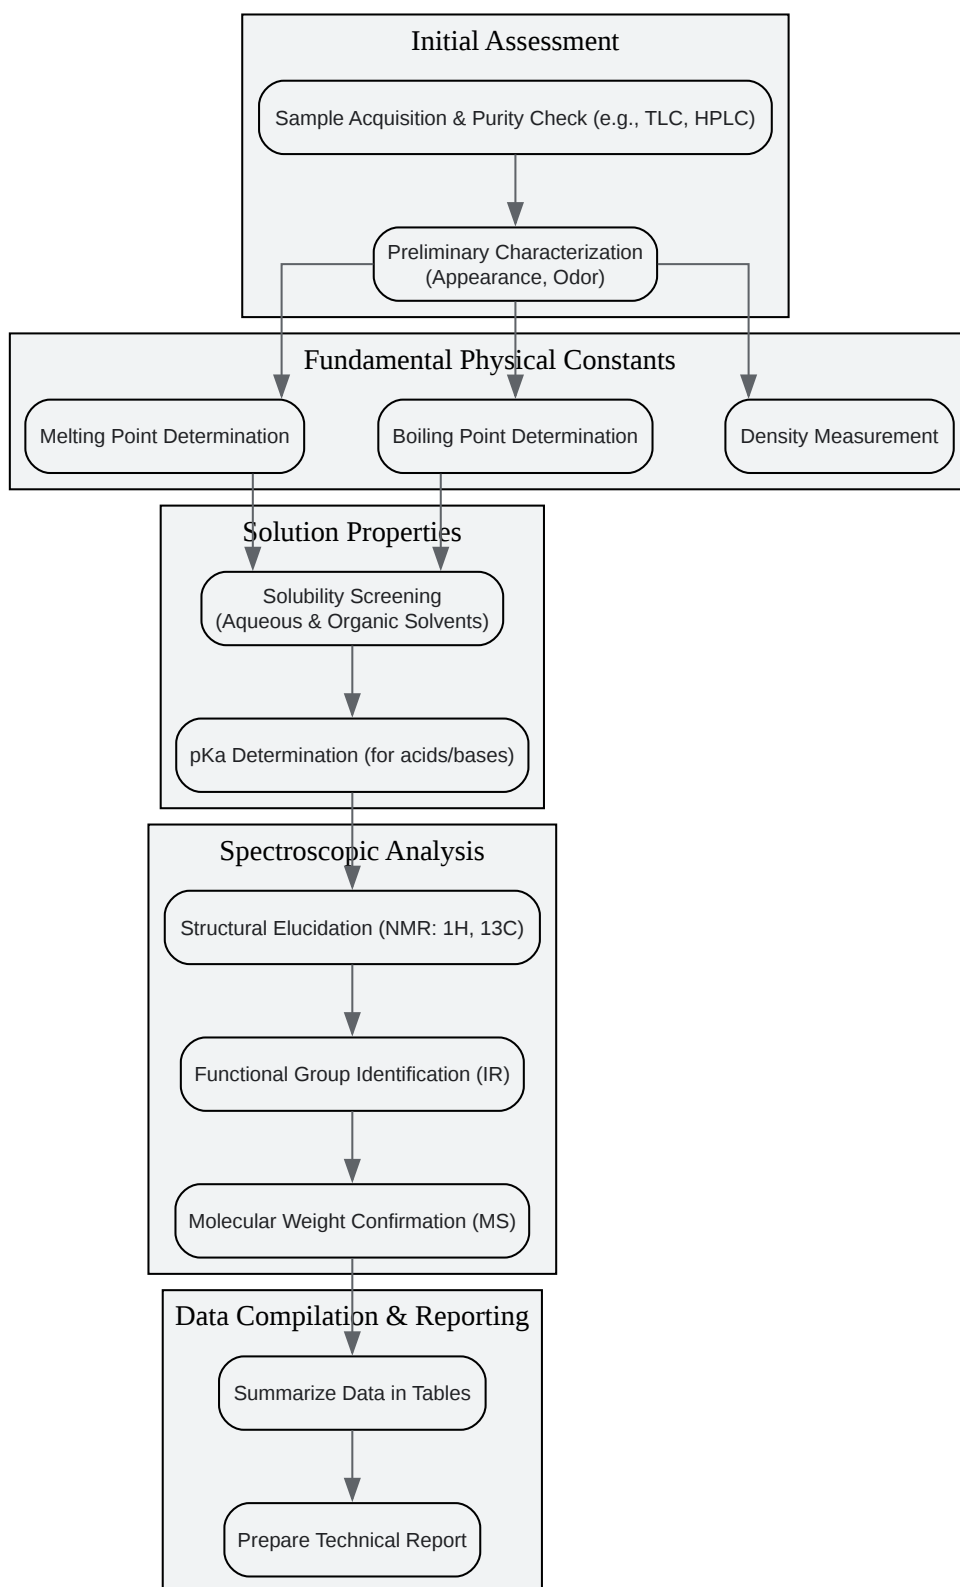 Initial Assessment
Sample Acquisition & Purity Check (e.g., TLC, HPLC)
Preliminary Characterization
(Appearance, Odor)
Fundamental Physical Constants
Melting Point Determination
Boiling Point Determination
Density Measurement
Solution Properties
Solubility Screening
(Aqueous & Organic Solvents)
pKa Determination (for acids/bases)
Spectroscopic Analysis
Structural Elucidation (NMR: 1H, 13C)
Functional Group Identification (IR)
Molecular Weight Confirmation (MS)
Data Compilation & Reporting
Summarize Data in Tables
Prepare Technical Report